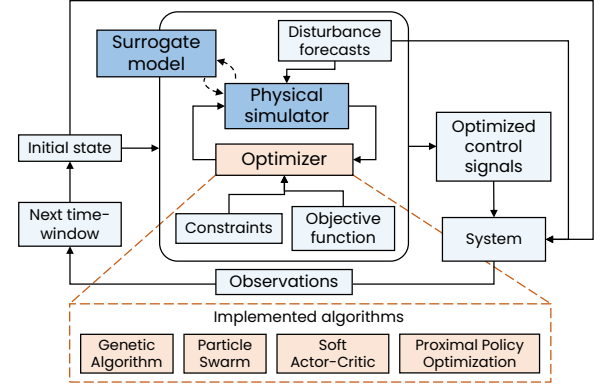 Surrogate
model
Disturbance
forecasts
Physical
simulator
Initial state
Optimizer
Optimized
control
signals
Next time-
window
Constraints
Objective
function
System
Observations
Implemented algorithms
Genetic
Algorithm
Particle
Swarm
Soft
Actor-Critic
Proximal Policy
Optimization